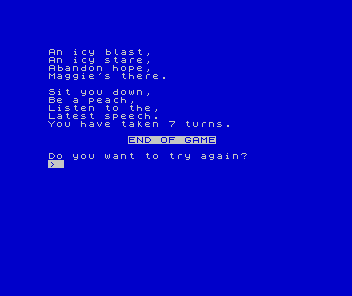 An icy blast,
An icy stare,
Abandon hope,
Maggie's there.
Sit you down,
Be a peach,
Listen to the,
Latest speech.
You have taken 7 turns.
END OF GAME
Do you want to try again?
>